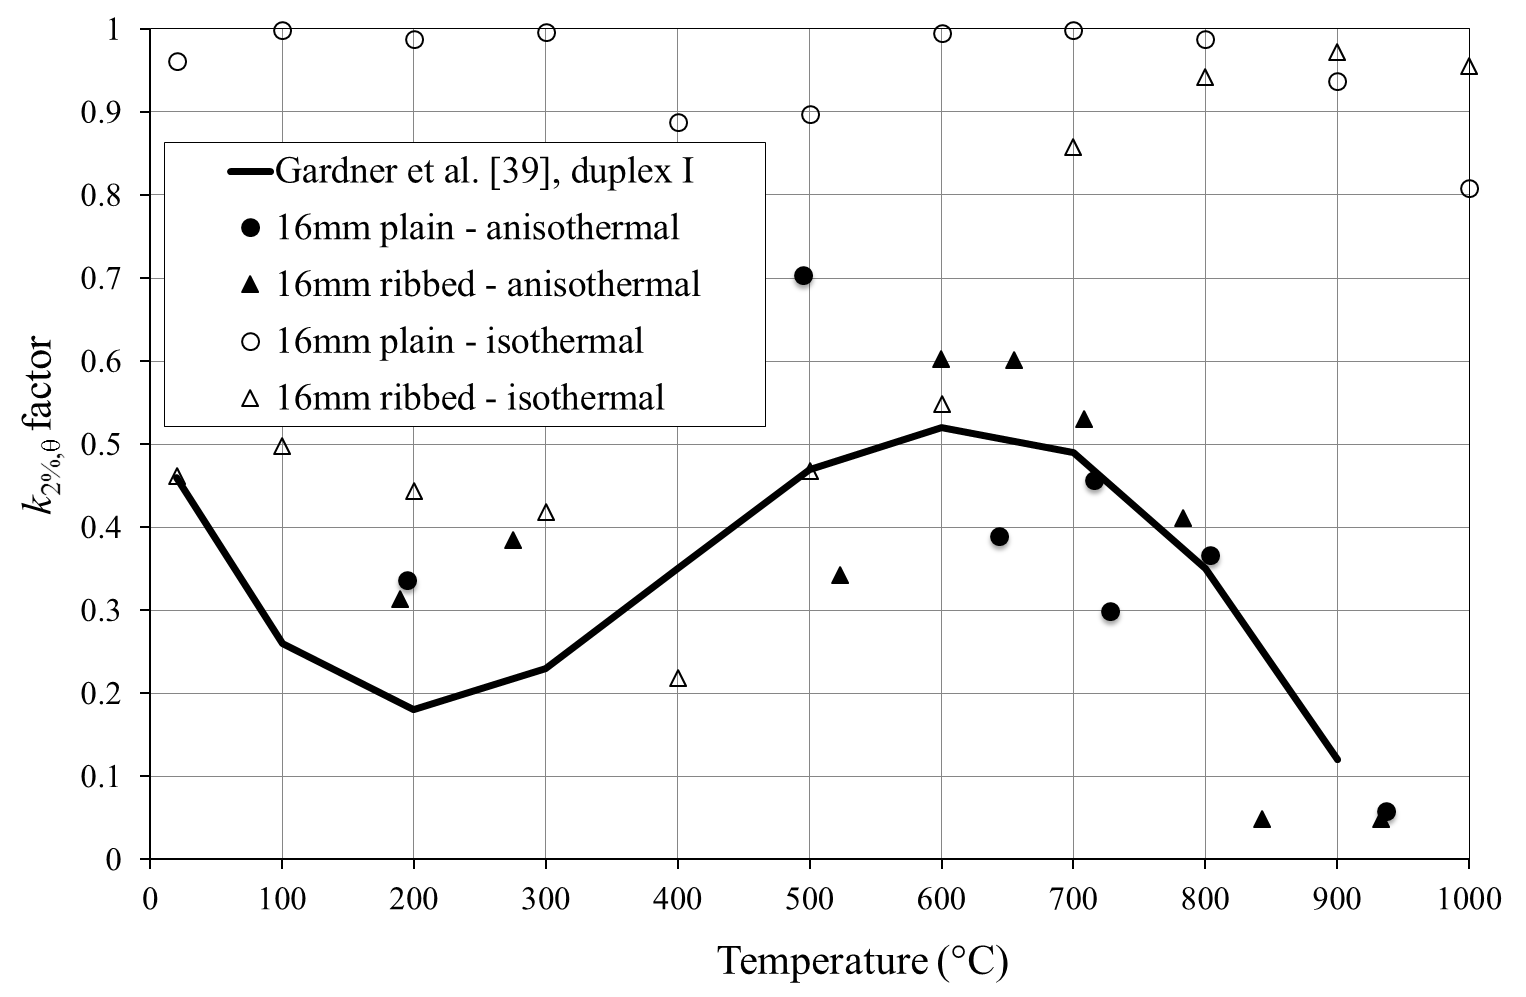 1
0.9
0.8
0.7
0.6
0.5
0.4
0.3
0.2
0.1
0
k2%,θ factor
Gardner et al. [39], duplex I
16mm plain - anisothermal
16mm ribbed - anisothermal
16mm plain - isothermal
16mm ribbed - isothermal
0 100 200 300 400 500 600 700 800 900 1000
Temperature (°C)